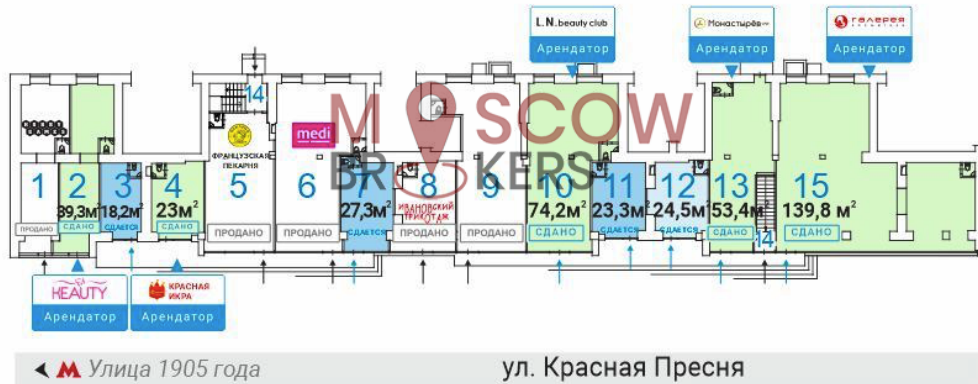 L.N. beauty club
Арендатор
Монастырёв
Арендатор
ГАЛЕРЕЯ
Арендатор
MOSCOW
BROKERS
14
ФРАНЦУЗСКАЯ
ПЕКАРНЯ
medi
1
ПРОДАНО
2
39,3м²
СДАНО
3
18,2м²
СДАЕТСЯ
4
23м²
СДАНО
5
ПРОДАНО
6
ПРОДАНО
7
27,3м²
СДАЕТСЯ
8
ИВАНОВСКИЙ
ТРИКОТАЖ
ПРОДАНО
9
ПРОДАНО
10
74,2м²
СДАНО
11
23,3м²
СДАЕТСЯ
12
24,5м²
СДАЕТСЯ
13
53,4м²
СДАНО
14
15
139,8 м²
СДАНО
KEAUTY
Арендатор
КРАСНАЯ
ИКРА
Арендатор
М Улица 1905 года
ул. Красная Пресня